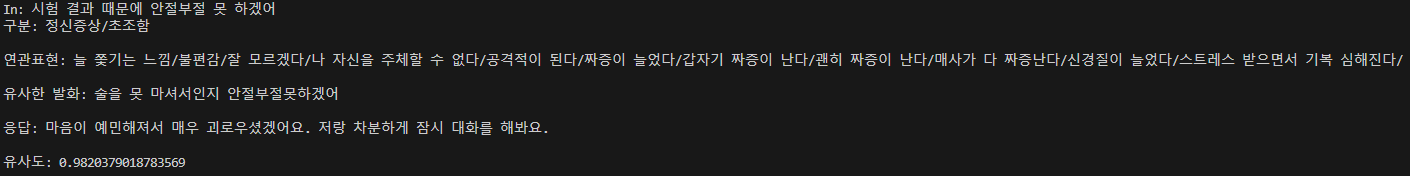 In: 시험 결과 때문에 안절부절 못 하겠어
구분: 정신증상/초조함
연관표현: 늘 쫓기는 느낌/불편감/잘 모르겠다/나 자신을 주체할 수 없다/공격적이 된다/짜증이 늘었다/갑자기 짜증이 난다/괜히 짜증이 난다/매사가 다 짜증난다/신경질이 늘었다/스트레스 받으면서 기복 심해진다/
유사한 발화: 술을 못 마셔서인지 안절부절못하겠어
응답: 마음이 예민해져서 매우 괴로우셨겠어요. 저랑 차분하게 잠시 대화를 해봐요.
유사도: 0.9820379018783569